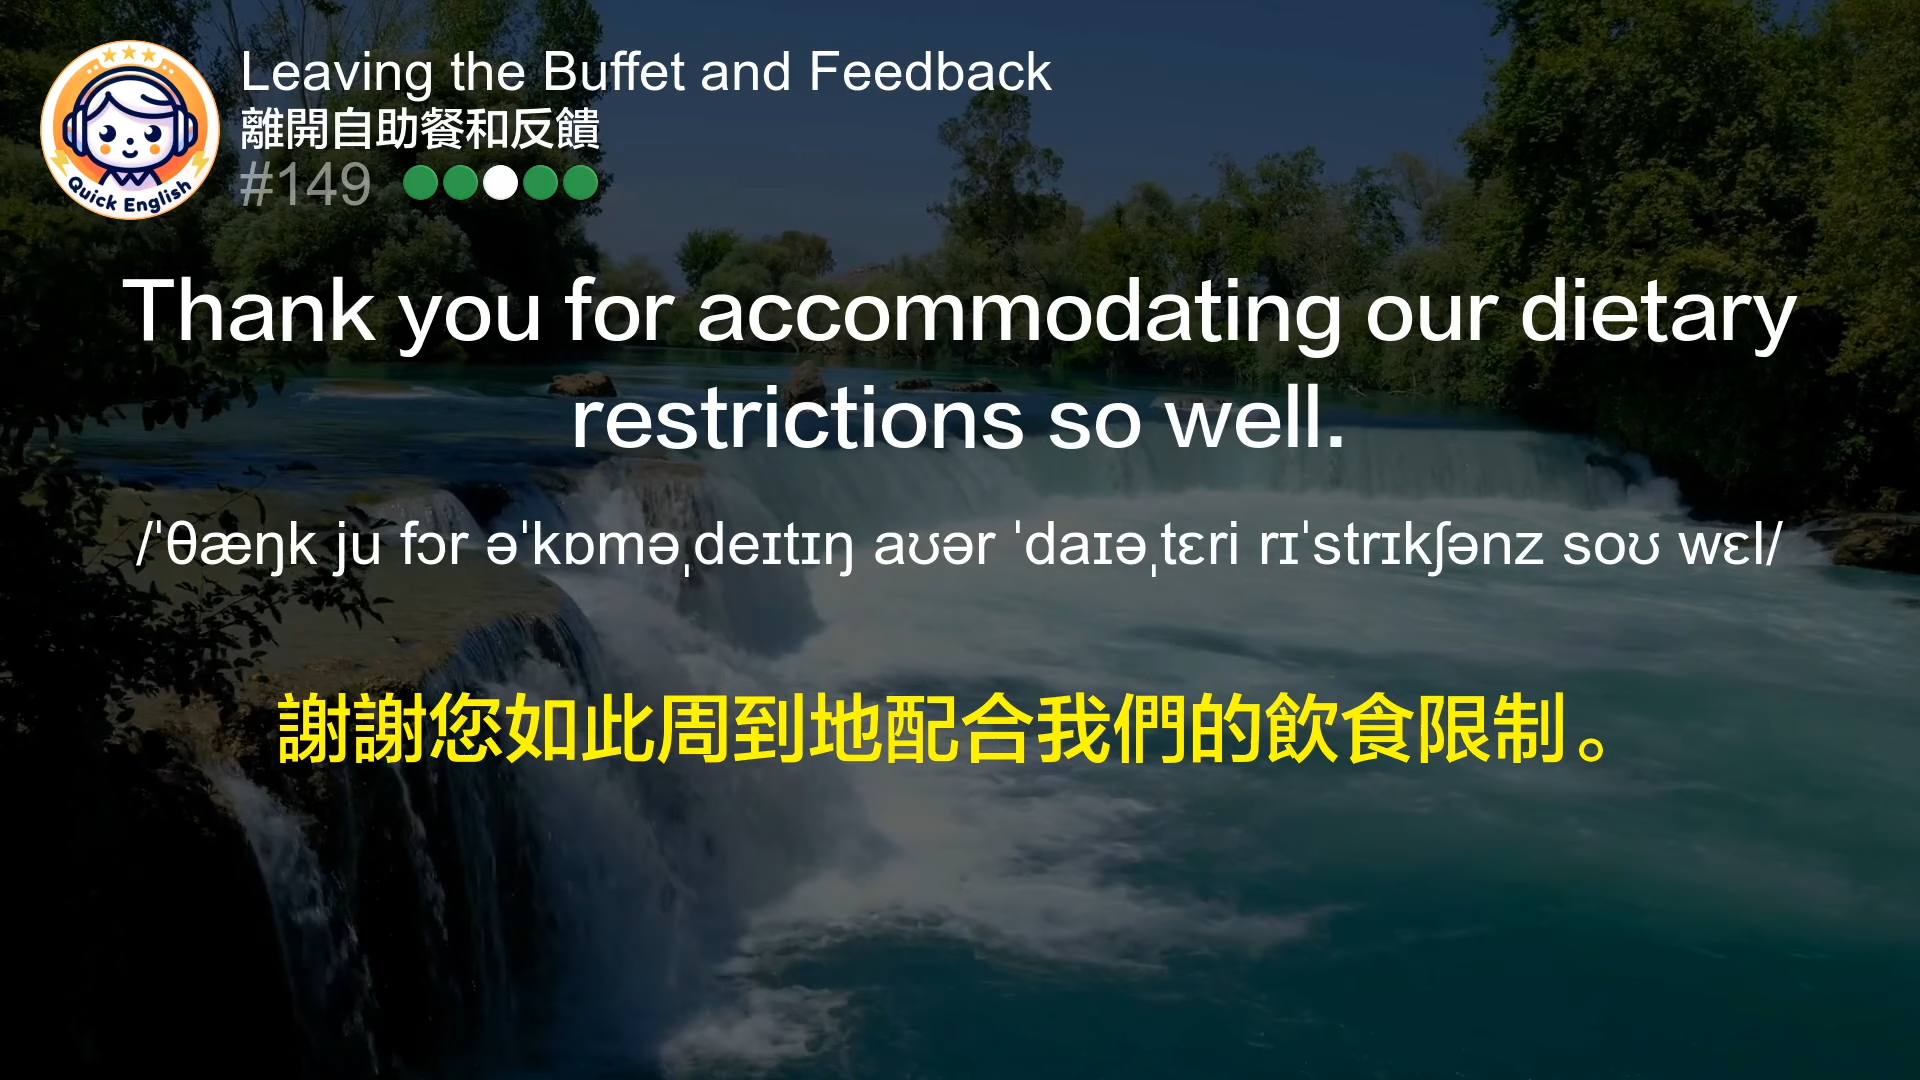 Leaving the Buffet and Feedback
離開自助餐和反饋
#149
Quick English
Thank you for accommodating our dietary
restrictions so well.
/ˈθæŋk ju fɔr əˈkɒməˌdeɪtɪŋ aʊər ˈdaɪəˌtɛri rɪˈstrɪkʃənz soʊ wɛl/
謝謝您如此周到地配合我們的飲食限制。